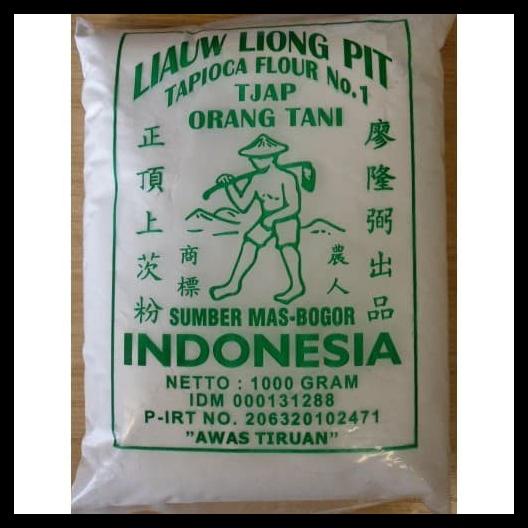 LIAUW LIONG PIT
TAPIOCA FLOUR No.1
TJAP
ORANG TANI
正頂上茨粉
廖隆弼出品
商標
農人
SUMBER MAS-BOGOR
INDONESIA
NETTO : 1000 GRAM
IDM 000131288
P-IRT NO. 206320102471
"AWAS TIRUAN"